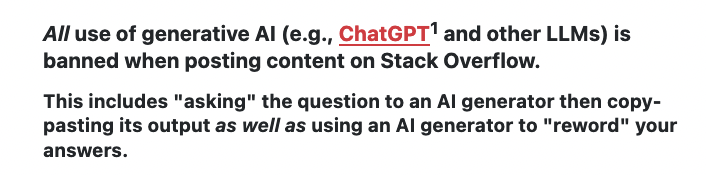 All use of generative AI (e.g., ChatGPT1 and other LLMs) is
banned when posting content on Stack Overflow.
This includes "asking" the question to an AI generator then copy-
pasting its output as well as using an AI generator to "reword" your
answers.